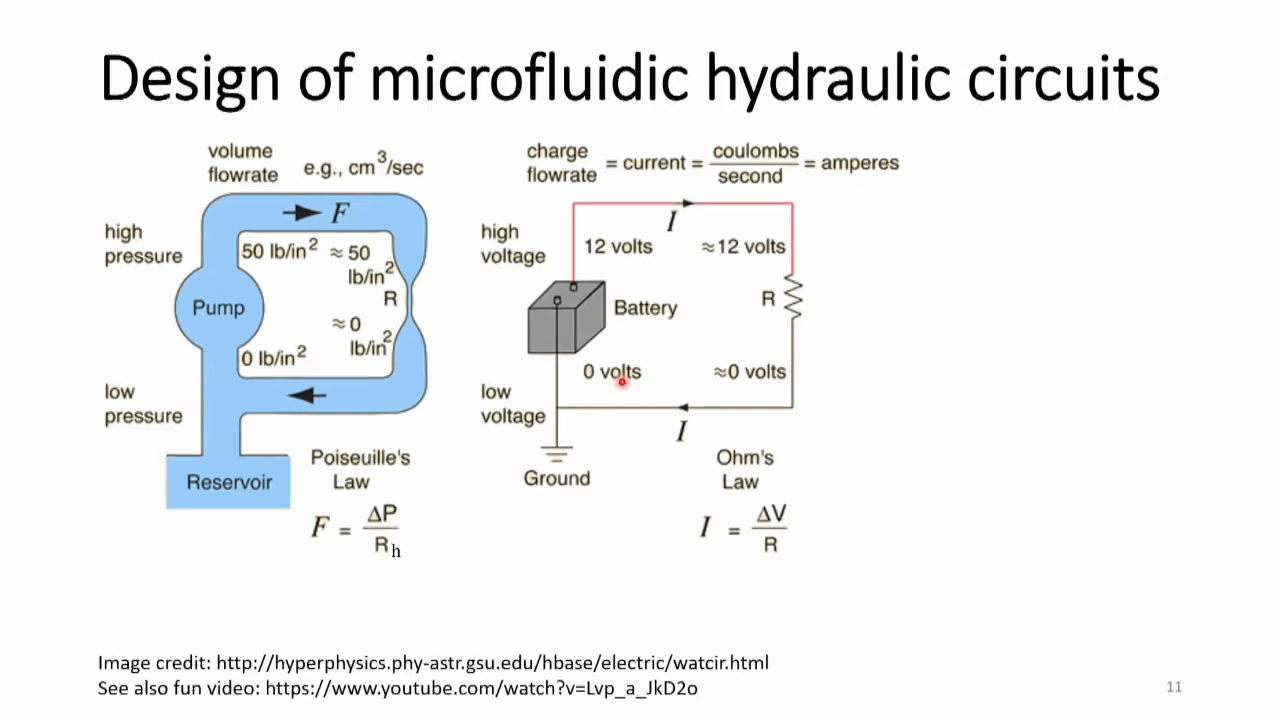 Design of microfluidic hydraulic circuits
volume
flowrate
e.g., cm³/sec
F
high
pressure
50 lb/in²
≈ 50
lb/in²
Pump
R
≈ 0
lb/in²
0 lb/in²
low
pressure
Reservoir
Poiseuille's
Law
F = ΔP / Rh
charge
flowrate
= current = coulombs / second = amperes
I
high
voltage
12 volts
≈12 volts
Battery
R
0 volts
≈0 volts
low
voltage
I
Ground
Ohm's
Law
I = ΔV / R
Image credit: http://hyperphysics.phy-astr.gsu.edu/hbase/electric/watcir.html
See also fun video: https://www.youtube.com/watch?v=Lvp_a_JkD2o
11